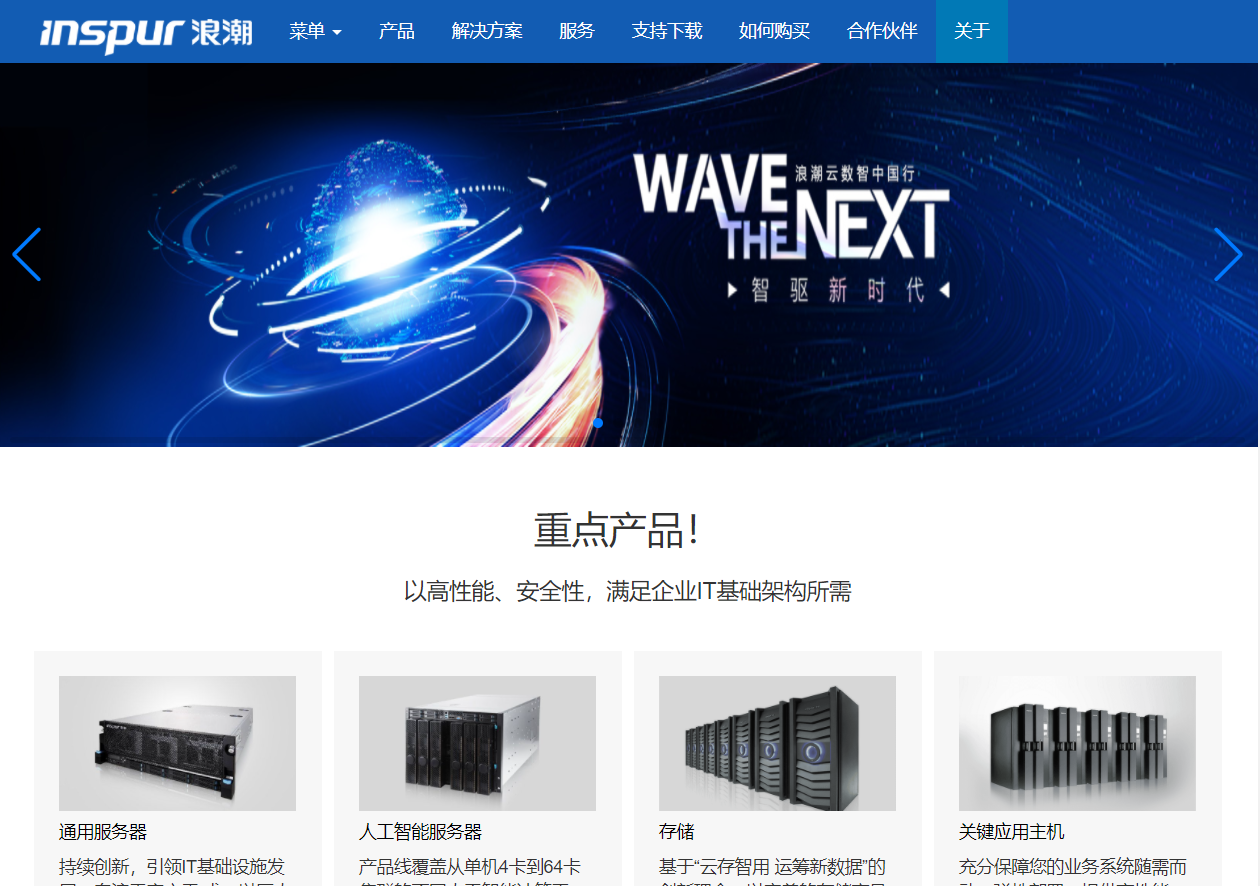 inspur 浪潮
菜单
产品
解决方案
服务
支持下载
如何购买
合作伙伴
关于
WAVE
浪潮云数智中国行
THE NEXT
智驱新时代
重点产品！
以高性能、安全性，满足企业IT基础架构所需
通用服务器
持续创新，引领IT基础设施发
人工智能服务器
产品线覆盖从单机4卡到64卡
存储
基于“云存智用 运筹新数据”的
关键应用主机
充分保障您的业务系统随需而